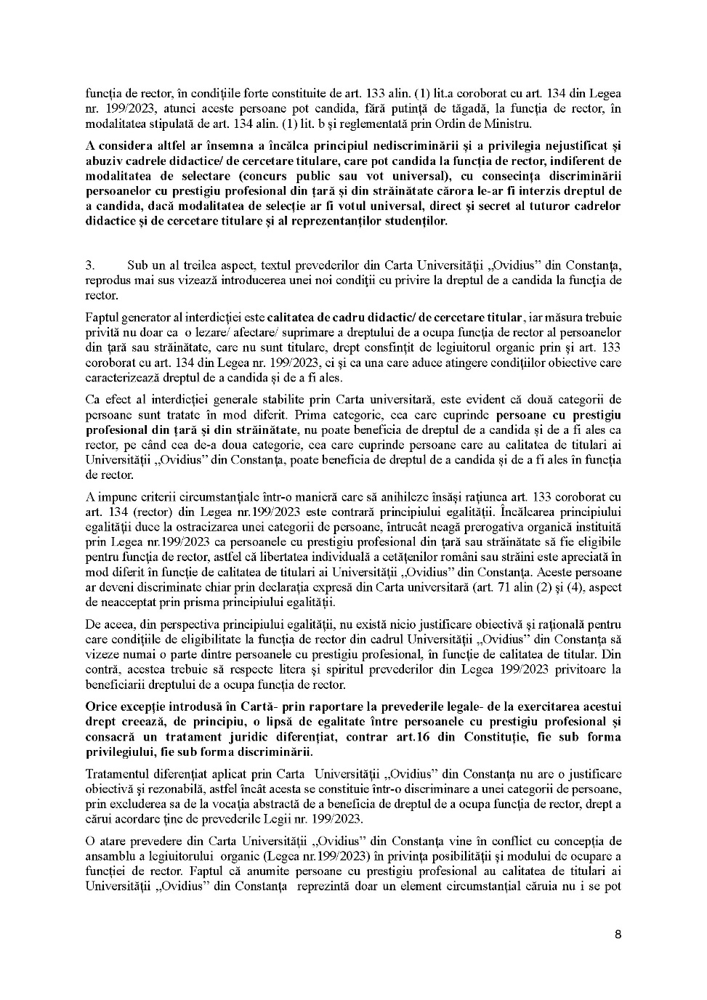 funcția de rector, în condițiile forte constituite de art. 133 alin. (1) lit.a coroborat cu art. 134 din Legea
nr. 199/2023, atunci aceste persoane pot candida, fără putință de tăgadă, la funcția de rector, în
modalitatea stipulată de art. 134 alin. (1) lit. b și reglementată prin Ordin de Ministru.
A considera altfel ar însemna a încălca principiul nediscriminării și a privilegia nejustificat și
abuziv cadrele didactice/ de cercetare titulare, care pot candida la funcția de rector, indiferent de
modalitatea de selectare (concurs public sau vot universal), cu consecința discriminării
persoanelor cu prestigiu profesional din țară și din străinătate cărora le-ar fi interzis dreptul de
a candida, dacă modalitatea de selecție ar fi votul universal, direct și secret al tuturor cadrelor
didactice și de cercetare titulare și al reprezentanților studenților.
3. Sub un al treilea aspect, textul prevederilor din Carta Universității „Ovidius” din Constanța,
reprodus mai sus vizează introducerea unei noi condiții cu privire la dreptul de a candida la funcția de
rector.
Faptul generator al interdicției este calitatea de cadru didactic/ de cercetare titular, iar măsura trebuie
privită nu doar ca o lezare/ afectare/ suprimare a dreptului de a ocupa funcția de rector al persoanelor
din țară sau străinătate, care nu sunt titulare, drept consfințit de legiuitorul organic prin și art. 133
coroborat cu art. 134 din Legea nr. 199/2023, ci și ca una care aduce atingere condițiilor obiective care
caracterizează dreptul de a candida și de a fi ales.
Ca efect al interdicției generale stabilite prin Carta universitară, este evident că două categorii de
persoane sunt tratate în mod diferit. Prima categorie, cea care cuprinde persoane cu prestigiu
profesional din țară și din străinătate, nu poate beneficia de dreptul de a candida și de a fi ales ca
rector, pe când cea de-a doua categorie, cea care cuprinde persoane care au calitatea de titulari ai
Universității „Ovidius” din Constanța, poate beneficia de dreptul de a candida și de a fi ales în funcția
de rector.
A impune criterii circumstanțiale într-o manieră care să anihileze însăși rațiunea art. 133 coroborat cu
art. 134 (rector) din Legea nr.199/2023 este contrară principiului egalității. Încălcarea principiului
egalității duce la ostracizarea unei categorii de persoane, întrucât neagă prerogativa organică instituită
prin Legea nr.199/2023 ca persoanele cu prestigiu profesional din țară sau străinătate să fie eligibile
pentru funcția de rector, astfel că libertatea individuală a cetățenilor români sau străini este apreciată în
mod diferit în funcție de calitatea de titulari ai Universității „Ovidius” din Constanța. Aceste persoane
ar deveni discriminate chiar prin declarația expresă din Carta universitară (art. 71 alin (2) și (4), aspect
de neacceptat prin prisma principiului egalității.
De aceea, din perspectiva principiului egalității, nu există nicio justificare obiectivă și rațională pentru
care condițiile de eligibilitate la funcția de rector din cadrul Universității „Ovidius” din Constanța să
vizeze numai o parte dintre persoanele cu prestigiu profesional, în funcție de calitatea de titular. Din
contră, acestea trebuie să respecte litera și spiritul prevederilor din Legea 199/2023 privitoare la
beneficiarii dreptului de a ocupa funcția de rector.
Orice excepție introdusă în Cartă- prin raportare la prevederile legale- de la exercitarea acestui
drept creează, de principiu, o lipsă de egalitate între persoanele cu prestigiu profesional și
consacră un tratament juridic diferențiat, contrar art.16 din Constituție, fie sub forma
privilegiului, fie sub forma discriminării.
Tratamentul diferențiat aplicat prin Carta Universității „Ovidius” din Constanța nu are o justificare
obiectivă și rezonabilă, astfel încât acesta se constituie într-o discriminare a unei categorii de persoane,
prin excluderea sa de la vocația abstractă de a beneficia de dreptul de a ocupa funcția de rector, drept a
cărui acordare ține de prevederile Legii nr. 199/2023.
O atare prevedere din Carta Universității „Ovidius” din Constanța vine în conflict cu concepția de
ansamblu a legiuitorului organic (Legea nr.199/2023) în privința posibilității și modului de ocupare a
funcției de rector. Faptul că anumite persoane cu prestigiu profesional au calitatea de titulari ai
Universității „Ovidius” din Constanța reprezintă doar un element circumstanțial căruia nu i se pot
8